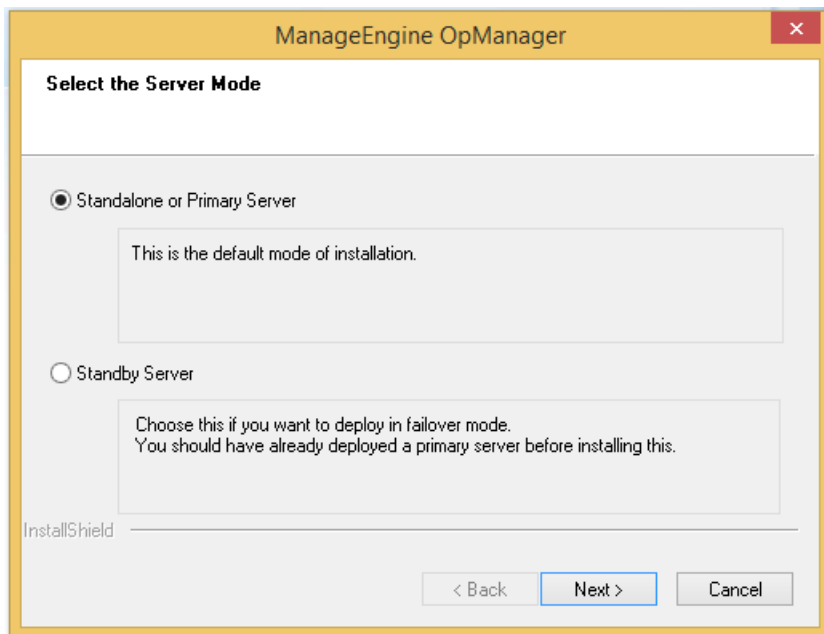 ManageEngine OpManager
Select the Server Mode
Standalone or Primary Server
This is the default mode of installation.
Standby Server
Choose this if you want to deploy in failover mode.
You should have already deployed a primary server before installing this.
InstallShield
< Back Next > Cancel